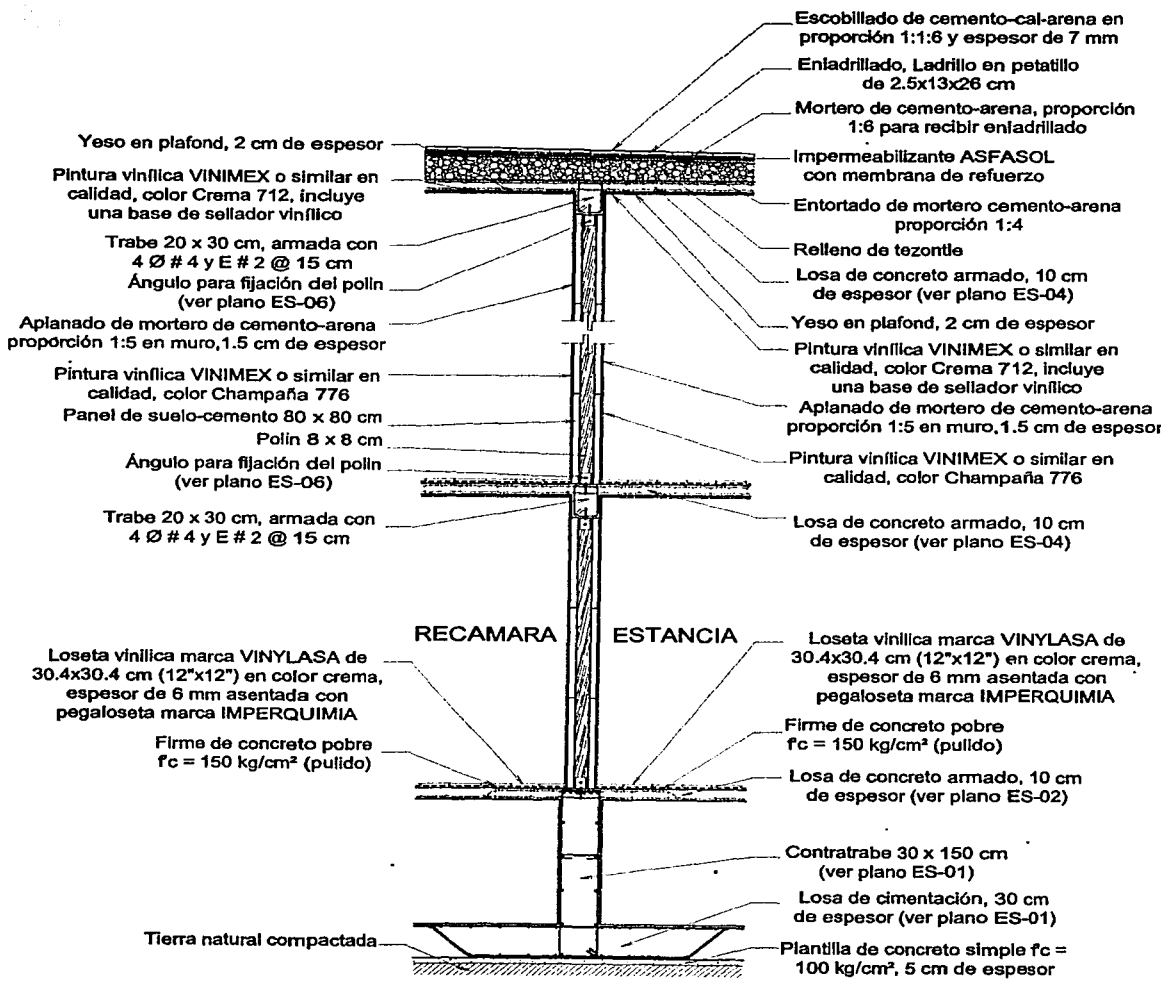 Escobillado de cemento-cal-arena en
proporción 1:1:6 y espesor de 7 mm
Enladrillado, Ladrillo en petatillo
de 2.5x13x26 cm
Mortero de cemento-arena, proporción
1:6 para recibir enladrillado
Impermeabilizante ASFASOL
con membrana de refuerzo
Entortado de mortero cemento-arena
proporción 1:4
Relleno de tezontle
Losa de concreto armado, 10 cm
de espesor (ver plano ES-04)
Yeso en plafond, 2 cm de espesor
Pintura vinílica VINIMEX o similar en
calidad, color Crema 712, incluye
una base de sellador vinílico
Aplanado de mortero de cemento-arena
proporción 1:5 en muro,1.5 cm de espesor
Pintura vinílica VINIMEX o similar en
calidad, color Champaña 776
Losa de concreto armado, 10 cm
de espesor (ver plano ES-04)
Yeso en plafond, 2 cm de espesor
Pintura vinílica VINIMEX o similar en
calidad, color Crema 712, incluye
una base de sellador vinílico
Trabe 20 x 30 cm, armada con
4 Ø # 4 y E # 2 @ 15 cm
Ángulo para fijación del polin
(ver plano ES-06)
Aplanado de mortero de cemento-arena
proporción 1:5 en muro,1.5 cm de espesor
Pintura vinílica VINIMEX o similar en
calidad, color Champaña 776
Panel de suelo-cemento 80 x 80 cm
Polin 8 x 8 cm
Ángulo para fijación del polin
(ver plano ES-06)
Trabe 20 x 30 cm, armada con
4 Ø # 4 y E # 2 @ 15 cm
RECAMARA
ESTANCIA
Loseta vinilica marca VINYLASA de
30.4x30.4 cm (12"x12") en color crema,
espesor de 6 mm asentada con
pegaloseta marca IMPERQUIMIA
Firme de concreto pobre
f'c = 150 kg/cm² (pulido)
Loseta vinilica marca VINYLASA de
30.4x30.4 cm (12"x12") en color crema,
espesor de 6 mm asentada con
pegaloseta marca IMPERQUIMIA
Firme de concreto pobre
f'c = 150 kg/cm² (pulido)
Losa de concreto armado, 10 cm
de espesor (ver plano ES-02)
Contratrabe 30 x 150 cm
(ver plano ES-01)
Losa de cimentación, 30 cm
de espesor (ver plano ES-01)
Tierra natural compactada
Plantilla de concreto simple f'c =
100 kg/cm², 5 cm de espesor